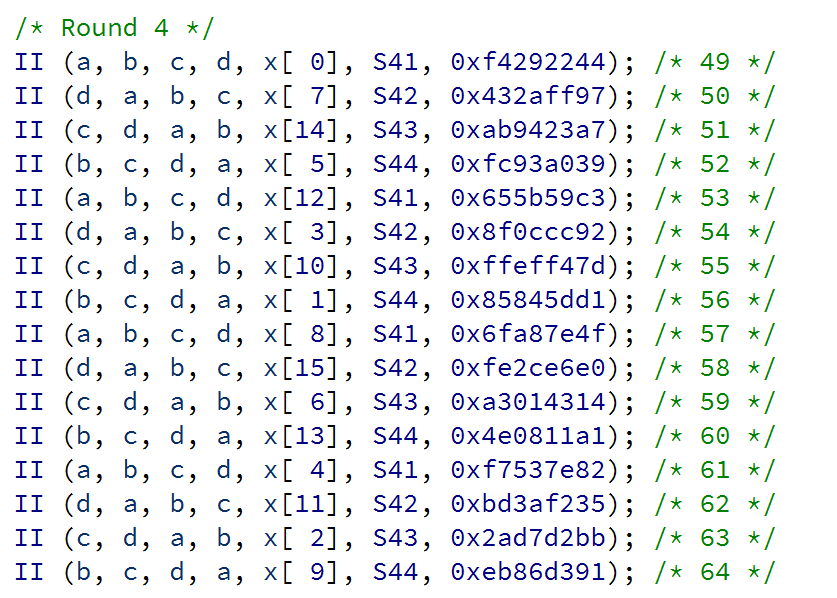 /* Round 4 */
II (a, b, c, d, x[ 0], S41, 0xf4292244); /* 49 */
II (d, a, b, c, x[ 7], S42, 0x432aff97); /* 50 */
II (c, d, a, b, x[14], S43, 0xab9423a7); /* 51 */
II (b, c, d, a, x[ 5], S44, 0xfc93a039); /* 52 */
II (a, b, c, d, x[12], S41, 0x655b59c3); /* 53 */
II (d, a, b, c, x[ 3], S42, 0x8f0ccc92); /* 54 */
II (c, d, a, b, x[10], S43, 0xffeff47d); /* 55 */
II (b, c, d, a, x[ 1], S44, 0x85845dd1); /* 56 */
II (a, b, c, d, x[ 8], S41, 0x6fa87e4f); /* 57 */
II (d, a, b, c, x[15], S42, 0xfe2ce6e0); /* 58 */
II (c, d, a, b, x[ 6], S43, 0xa3014314); /* 59 */
II (b, c, d, a, x[13], S44, 0x4e0811a1); /* 60 */
II (a, b, c, d, x[ 4], S41, 0xf7537e82); /* 61 */
II (d, a, b, c, x[11], S42, 0xbd3af235); /* 62 */
II (c, d, a, b, x[ 2], S43, 0x2ad7d2bb); /* 63 */
II (b, c, d, a, x[ 9], S44, 0xeb86d391); /* 64 */